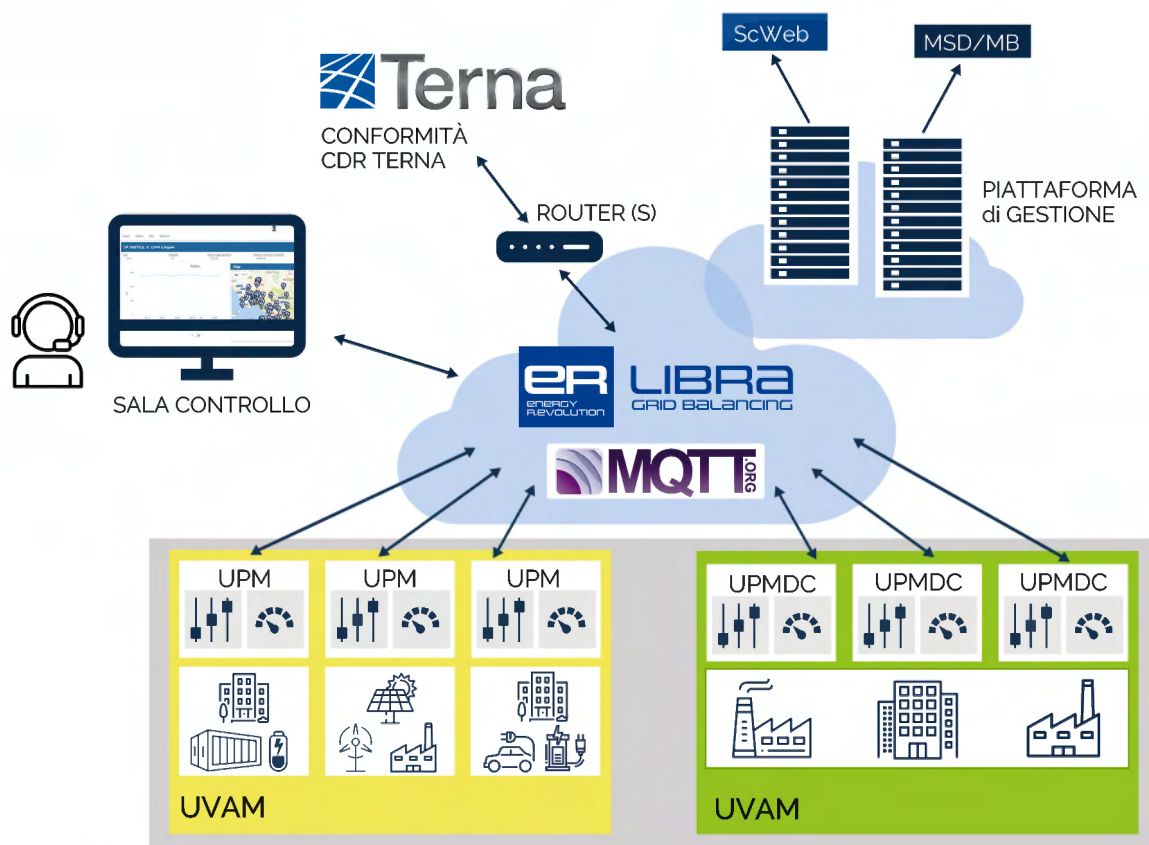 ScWeb
MSD/MB
Terna
CONFORMITÀ
CDR TERNA
ROUTER (S)
PIATTAFORMA
di GESTIONE
SALA CONTROLLO
eR
ENERGY
R.EVOLUTION
LIBRA
GRID BALANCING
MQTT.ORG
UPM
UPM
UPM
UPMDC
UPMDC
UPMDC
UVAM
UVAM